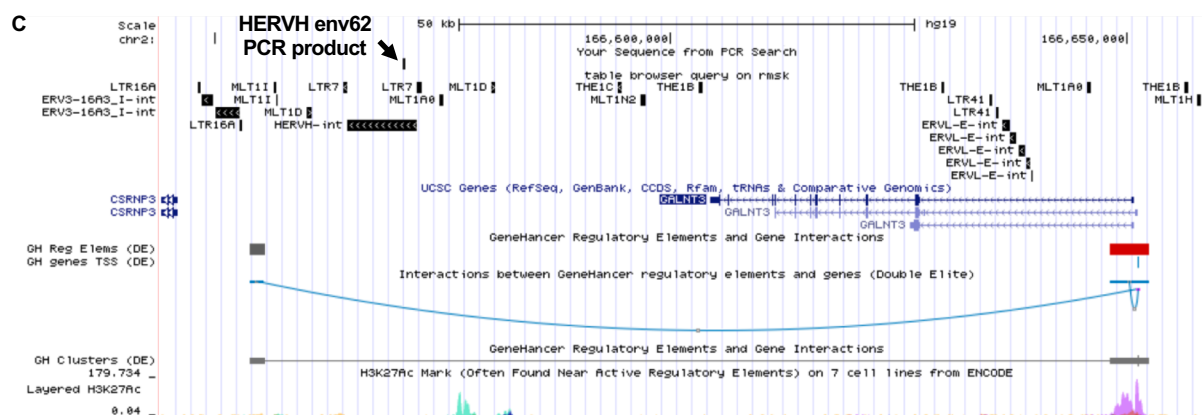 C
HERVH env62
PCR product
Scale
50 kb
hg19
chr2:
166,600,000
166,650,000
Your Sequence from PCR Search
table browser query on rmsk
LTR16A MLT1I LTR7 LTR7 MLT1D THE1C THE1B THE1B MLT1A0 THE1B
ERV3-16A3_I-int MLT1I MLT1A0 MLT1N2 LTR41 MLT1H
ERV3-16A3_I-int MLT1D LTR41
LTR16A HERVH-int ERVL-E-int
ERVL-E-int
ERVL-E-int
ERVL-E-int
ERVL-E-int
UCSC Genes (RefSeq, GenBank, CCDS, Rfam, tRNAs & Comparative Genomics)
CSRNP3 GALNT3
CSRNP3 GALNT3
GALNT3
GeneHancer Regulatory Elements and Gene Interactions
GH Reg Elems (DE)
GH genes TSS (DE)
Interactions between GeneHancer regulatory elements and genes (Double Elite)
GeneHancer Regulatory Elements and Gene Interactions
GH Clusters (DE)
179.734 _
H3K27Ac Mark (Often Found Near Active Regulatory Elements) on 7 cell lines from ENCODE
Layered H3K27Ac
0.04 _